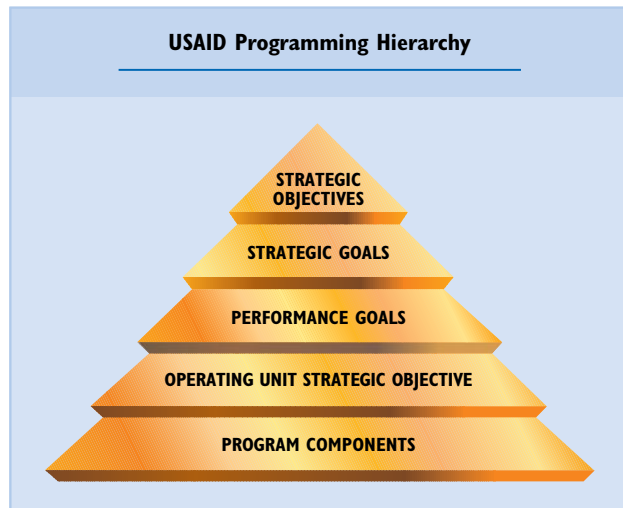 USAID Programming Hierarchy
STRATEGIC
OBJECTIVES
STRATEGIC GOALS
PERFORMANCE GOALS
OPERATING UNIT STRATEGIC OBJECTIVE
PROGRAM COMPONENTS